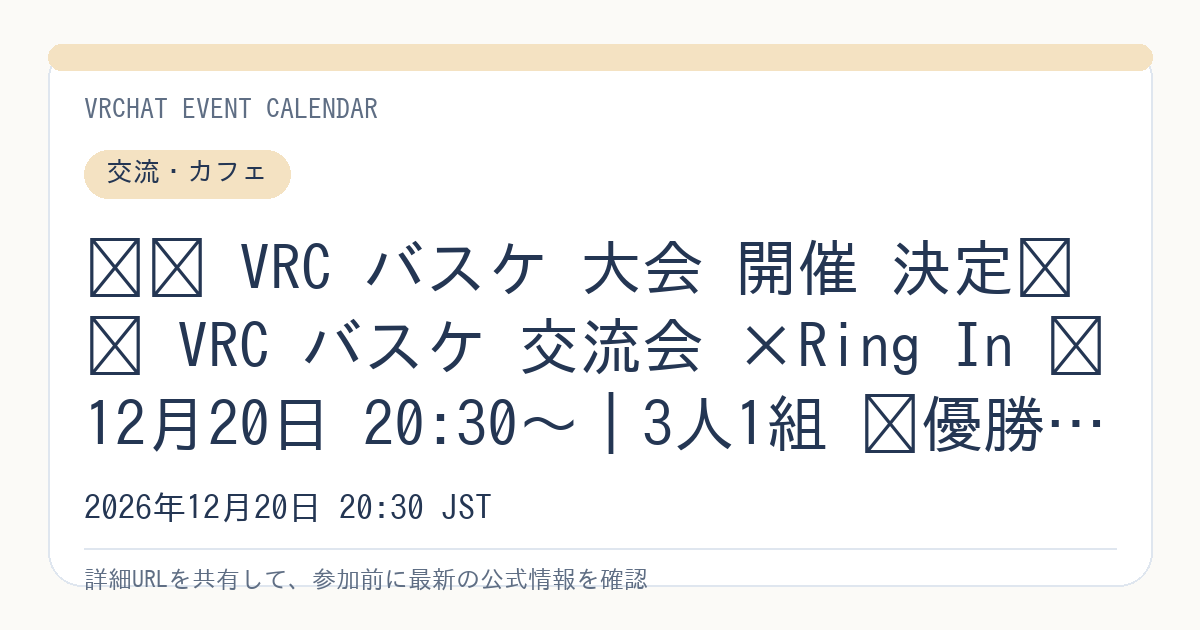 VRCHAT EVENT CALENDAR
交流・カフェ
VRC バスケ 大会 開催 決定
VRC バスケ 交流会 ×Ring In
12月20日 20:30～｜3人1組 優勝…
2026年12月20日 20:30 JST
詳細URLを共有して、参加前に最新の公式情報を確認